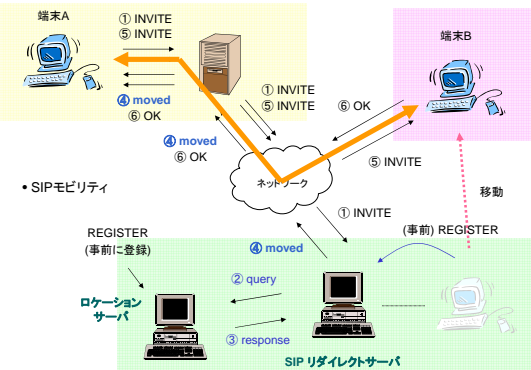 端末A
① INVITE
⑤ INVITE
④ moved
⑥ OK
端末B
① INVITE
⑤ INVITE
⑥ OK
④ moved
⑥ OK
⑤ INVITE
ネットワーク
• SIPモビリティ
移動
① INVITE
(事前) REGISTER
REGISTER
(事前に登録)
④ moved
② query
ロケーション
サーバ
③ response
SIP リダイレクトサーバ